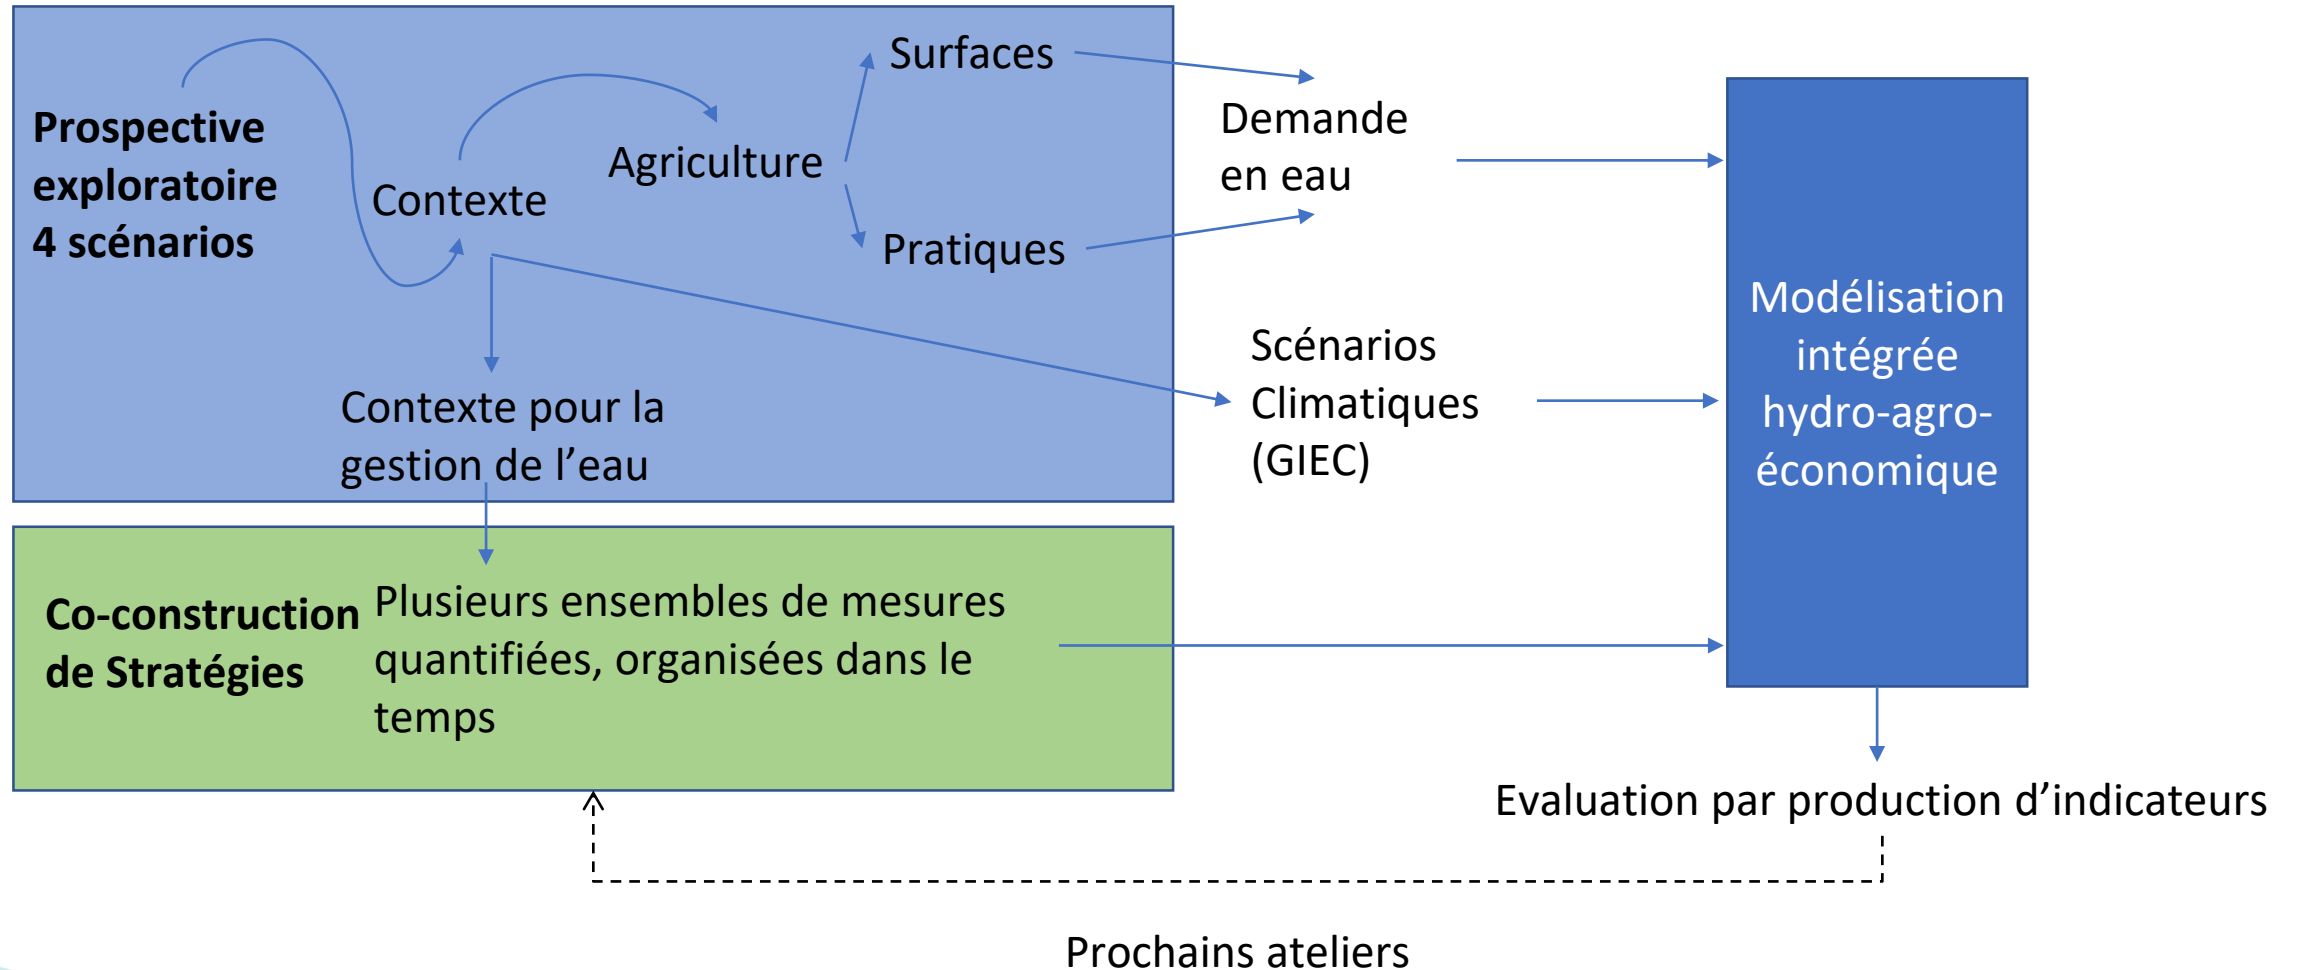 Prospective
exploratoire
4 scénarios
Contexte
Agriculture
Surfaces
Pratiques
Demande
en eau
Contexte pour la
gestion de l’eau
Scénarios
Climatiques
(GIEC)
Modélisation
intégrée
hydro-agro-
économique
Co-construction
de Stratégies
Plusieurs ensembles de mesures
quantifiées, organisées dans le
temps
Evaluation par production d’indicateurs
Prochains ateliers